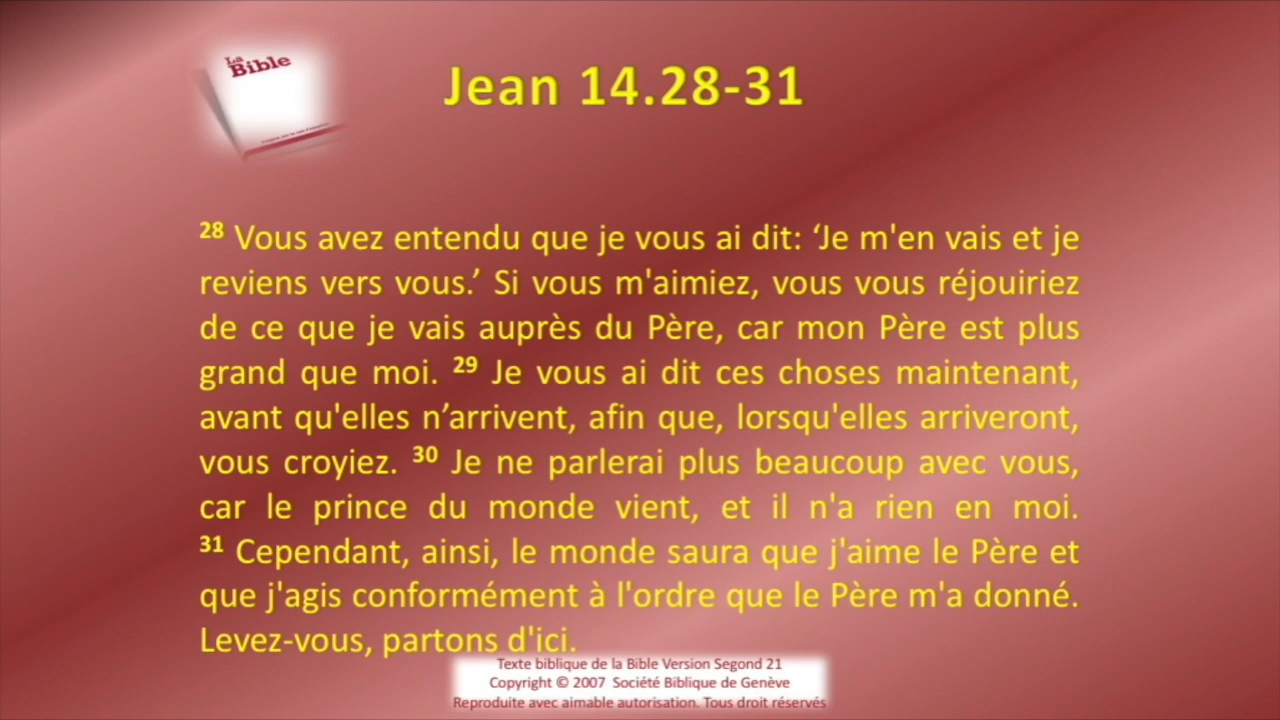 La
Bible
Jean 14.28-31
28 Vous avez entendu que je vous ai dit: ‘Je m'en vais et je
reviens vers vous.’ Si vous m'aimiez, vous vous réjouiriez
de ce que je vais auprès du Père, car mon Père est plus
grand que moi. 29 Je vous ai dit ces choses maintenant,
avant qu'elles n’arrivent, afin que, lorsqu'elles arriveront,
vous croyiez. 30 Je ne parlerai plus beaucoup avec vous,
car le prince du monde vient, et il n'a rien en moi.
31 Cependant, ainsi, le monde saura que j'aime le Père et
que j'agis conformément à l'ordre que le Père m'a donné.
Levez-vous, partons d'ici.
Texte biblique de la Bible Version Segond 21
Copyright © 2007 Société Biblique de Genève
Reproduite avec aimable autorisation. Tous droit réservés